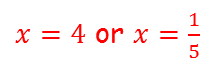 x = 4 or x = 1/5